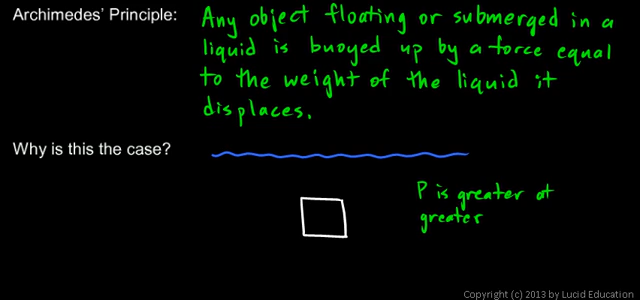 Archimedes' Principle:
Any object floating or submerged in a
liquid is buoyed up by a force equal
to the weight of the liquid it
displaces.
Why is this the case?
P is greater at
greater
Copyright (c) 2013 by Lucid Education